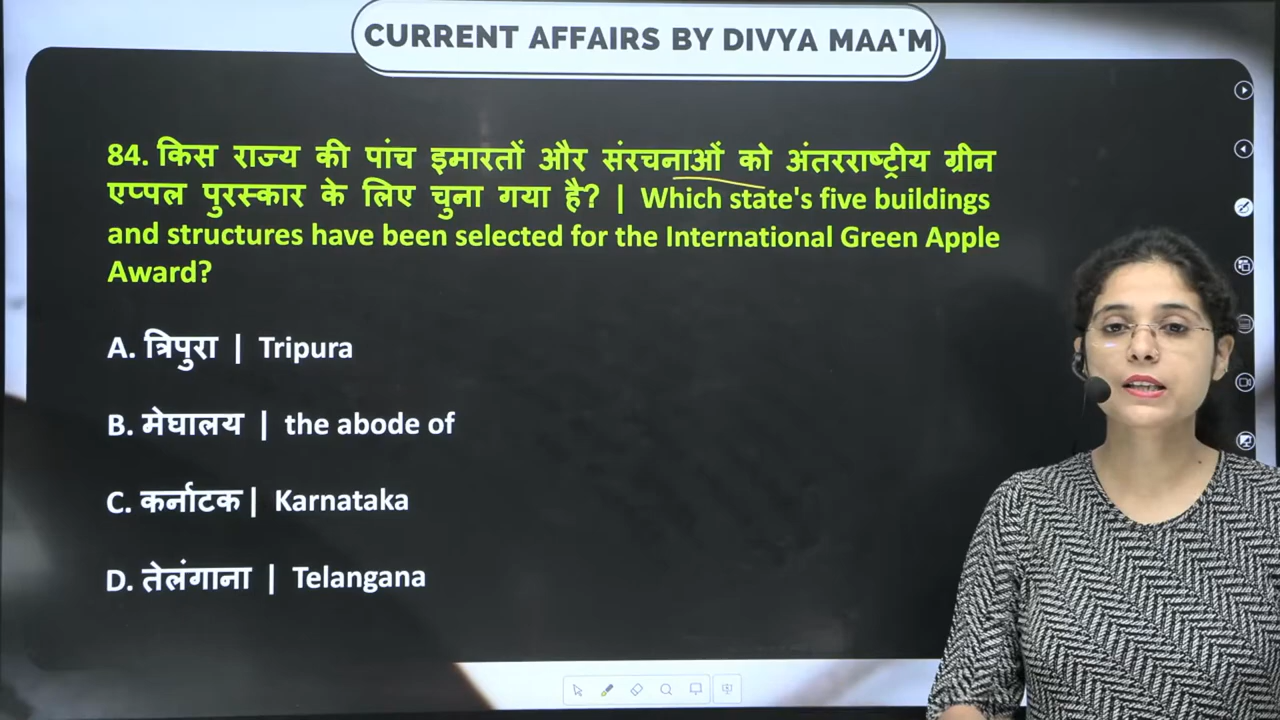 CURRENT AFFAIRS BY DIVYA MAA'M
84. किस राज्य की पांच इमारतों और संरचनाओं को अंतरराष्ट्रीय ग्रीन
एप्पल पुरस्कार के लिए चुना गया है? | Which state's five buildings
and structures have been selected for the International Green Apple
Award?
A. त्रिपुरा | Tripura
B. मेघालय | the abode of
C. कर्नाटक | Karnataka
D. तेलंगाना | Telangana